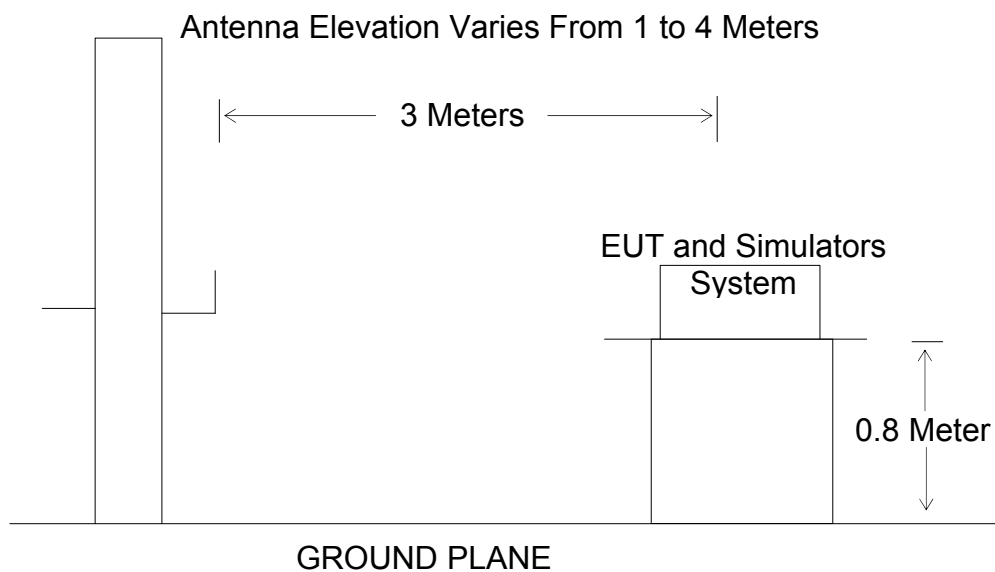 Antenna Elevation Varies From 1 to 4 Meters
3 Meters
EUT and Simulators
System
0.8 Meter
GROUND PLANE